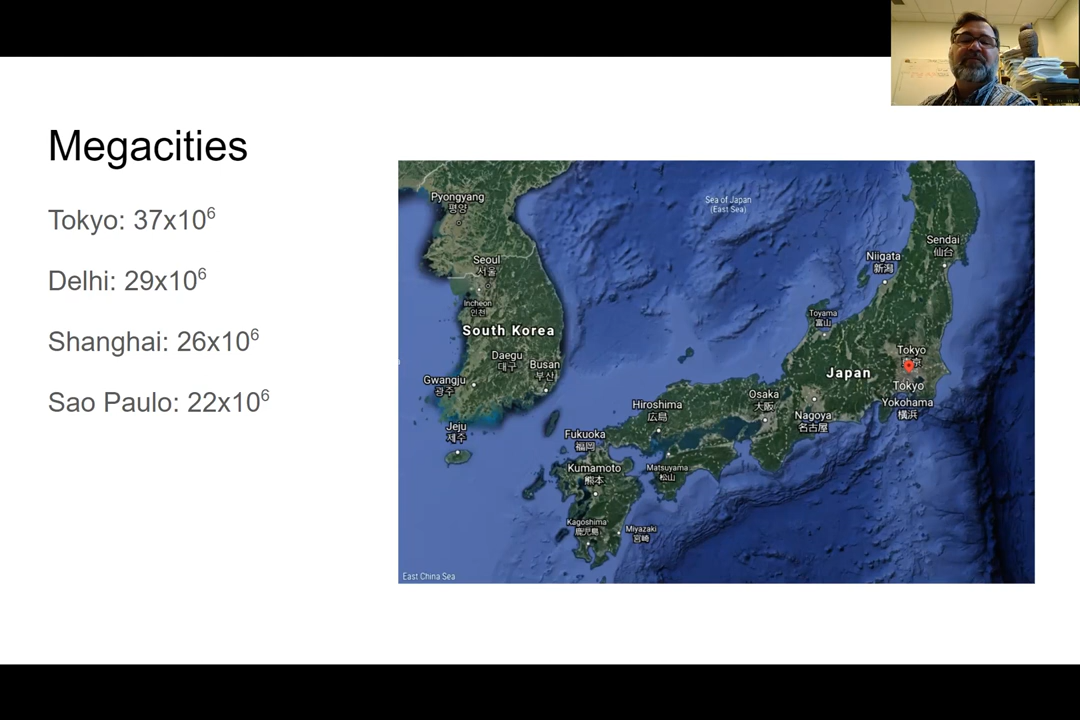 Megacities
Tokyo: 37x10⁶
Delhi: 29x10⁶
Shanghai: 26x10⁶
Sao Paulo: 22x10⁶
Pyongyang
평양
Seoul
서울
Incheon
인천
South Korea
Daegu
대구
Busan
부산
Gwangju
광주
Jeju
제주
Sea of Japan
(East Sea)
Sendai
仙台
Niigata
新潟
Toyama
富山
Tokyo
Japan
Tokyo
Yokohama
横浜
Osaka
大阪
Nagoya
名古屋
Hiroshima
広島
Fukuoka
福岡
Kumamoto
熊本
Matsuyama
松山
Kagoshima
鹿児島
Miyazaki
宮崎
East China Sea